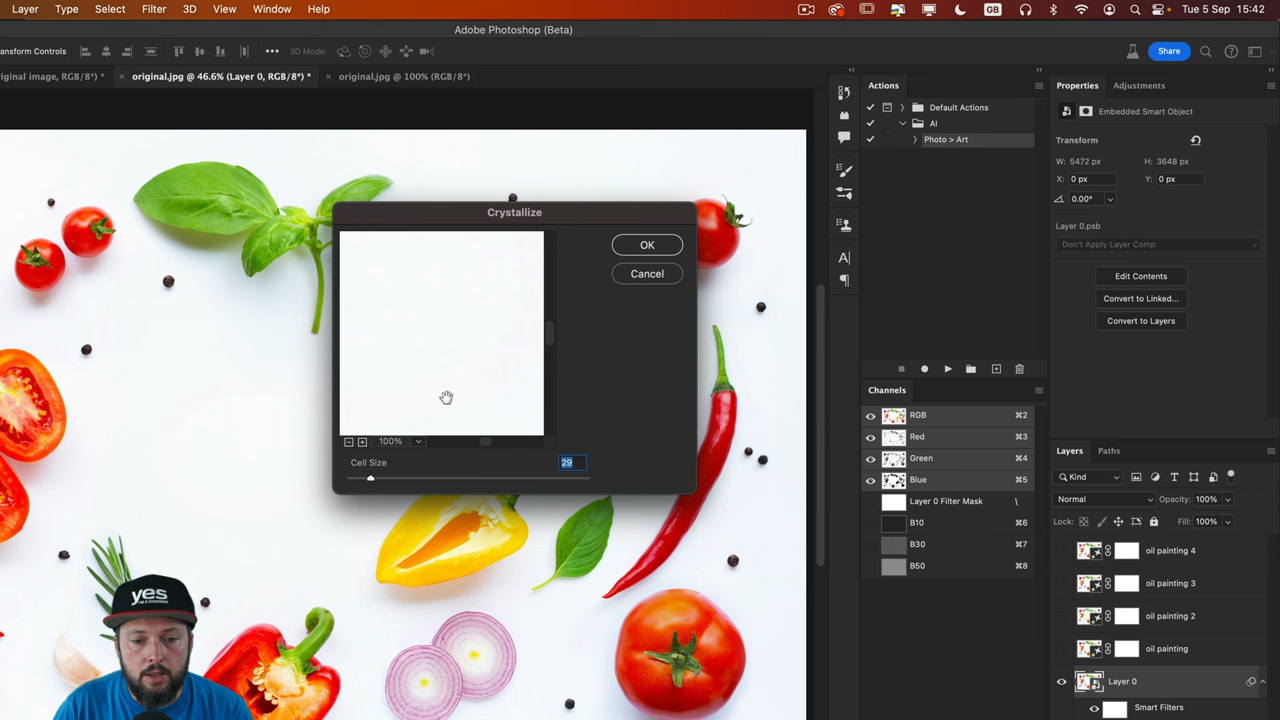 Layer Type Select Filter 3D View Window Help GB Tue 5 Sep 15:42
Adobe Photoshop (Beta)
ansform Controls 3D Mode: Share
riginal image, RGB/8*) * original.jpg @ 46.6% (Layer 0, RGB/8*) * original.jpg @ 100% (RGB/8*)
Actions
Default Actions
AI
Photo > Art
Properties Adjustments
Embedded Smart Object
Transform
W: 5472 px H: 3648 px
X: 0 px Y: 0 px
0.00°
Layer 0.psb
Don't Apply Layer Comp
Edit Contents
Convert to Linked...
Convert to Layers
Crystallize
OK
Cancel
100%
Cell Size 29
Channels
RGB ⌘2
Red ⌘3
Green ⌘4
Blue ⌘5
Layer 0 Filter Mask \
B10 ⌘6
B30 ⌘7
B50 ⌘8
Layers Paths
Kind
Normal Opacity: 100%
Lock: Fill: 100%
oil painting 4
oil painting 3
oil painting 2
oil painting
Layer 0
Smart Filters
yes